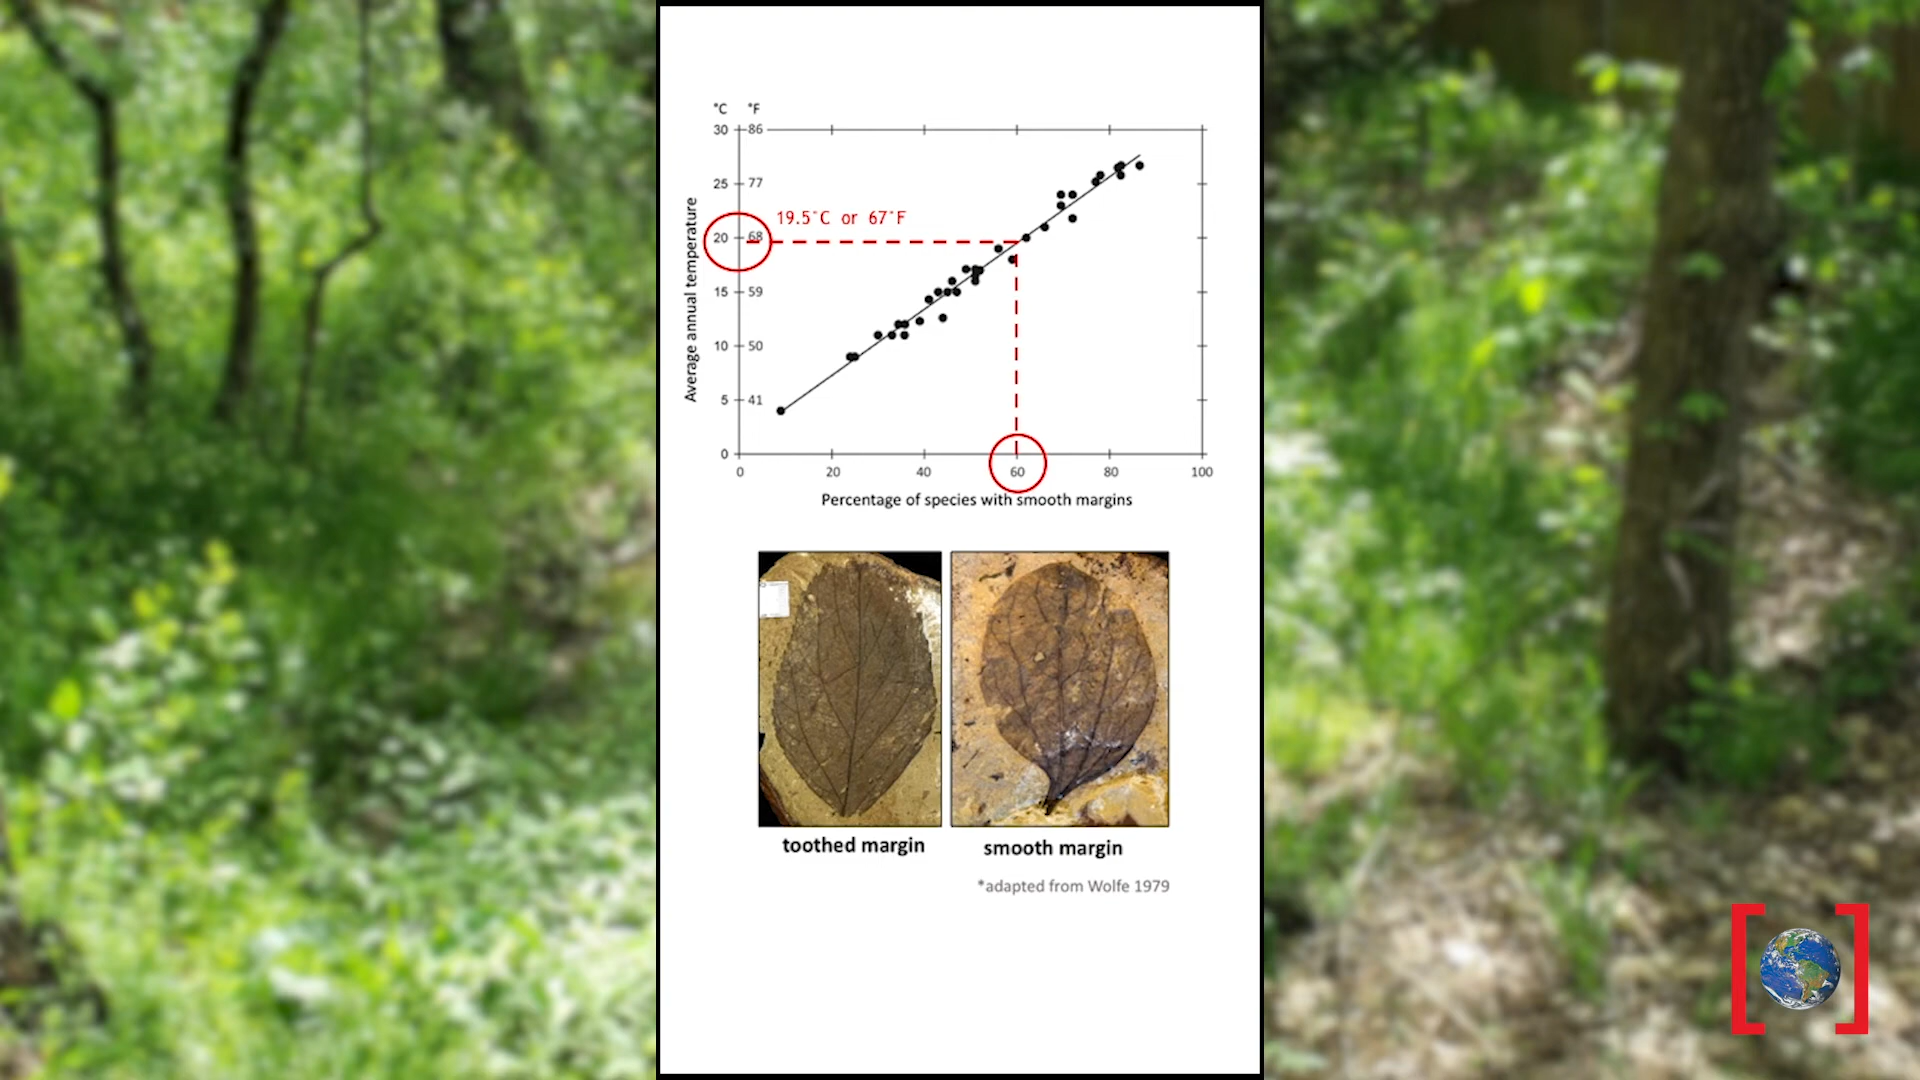 °C °F
30 86
25 77
19.5°C or 67°F
20 68
15 59
10 50
5 41
0
0 20 40 60 80 100
Average annual temperature
Percentage of species with smooth margins
toothed margin
smooth margin
*adapted from Wolfe 1979